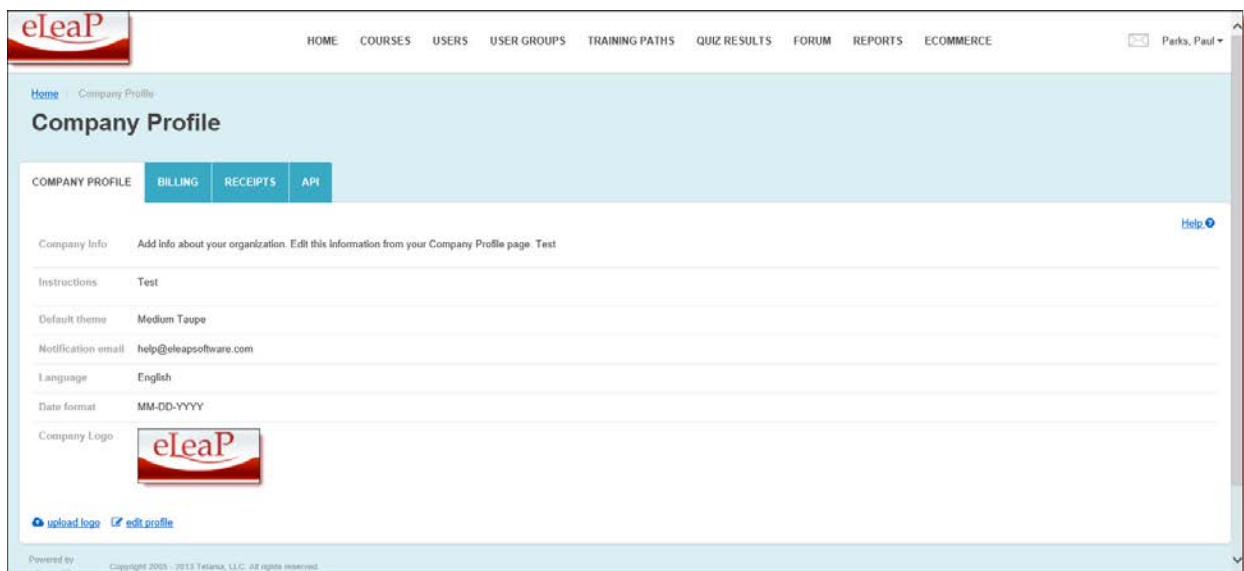 eLeaP
HOME COURSES USERS USER GROUPS TRAINING PATHS QUIZ RESULTS FORUM REPORTS ECOMMERCE Parks, Paul
Home Company Profile
Company Profile
COMPANY PROFILE BILLING RECEIPTS API
Help
Company Info Add info about your organization. Edit this information from your Company Profile page. Test
Instructions Test
Default theme Medium Taupe
Notification email help@eleapsoftware.com
Language English
Date format MM-DD-YYYY
Company Logo eLeaP
upload logo edit profile
Powered by
Copyright 2005 - 2013 Telania, LLC. All rights reserved.